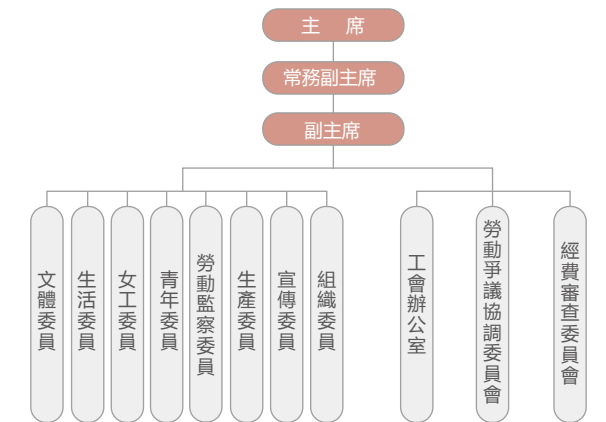 主 席
常務副主席
副主席
文體委員
生活委員
女工委員
青年委員
勞動監察委員
生產委員
宣傳委員
組織委員
工會辦公室
勞動爭議協調委員會
經費審查委員會